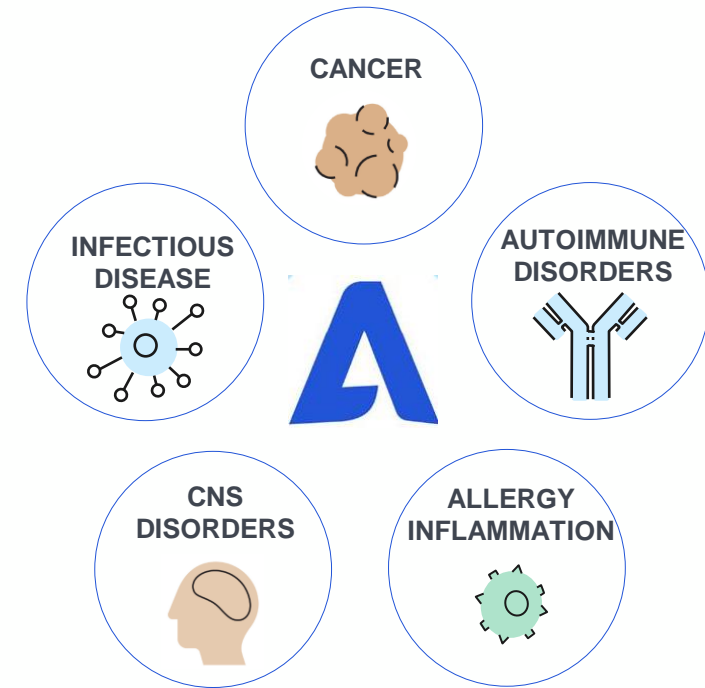 CANCER
INFECTIOUS
DISEASE
AUTOIMMUNE
DISORDERS
CNS
DISORDERS
ALLERGY
INFLAMMATION